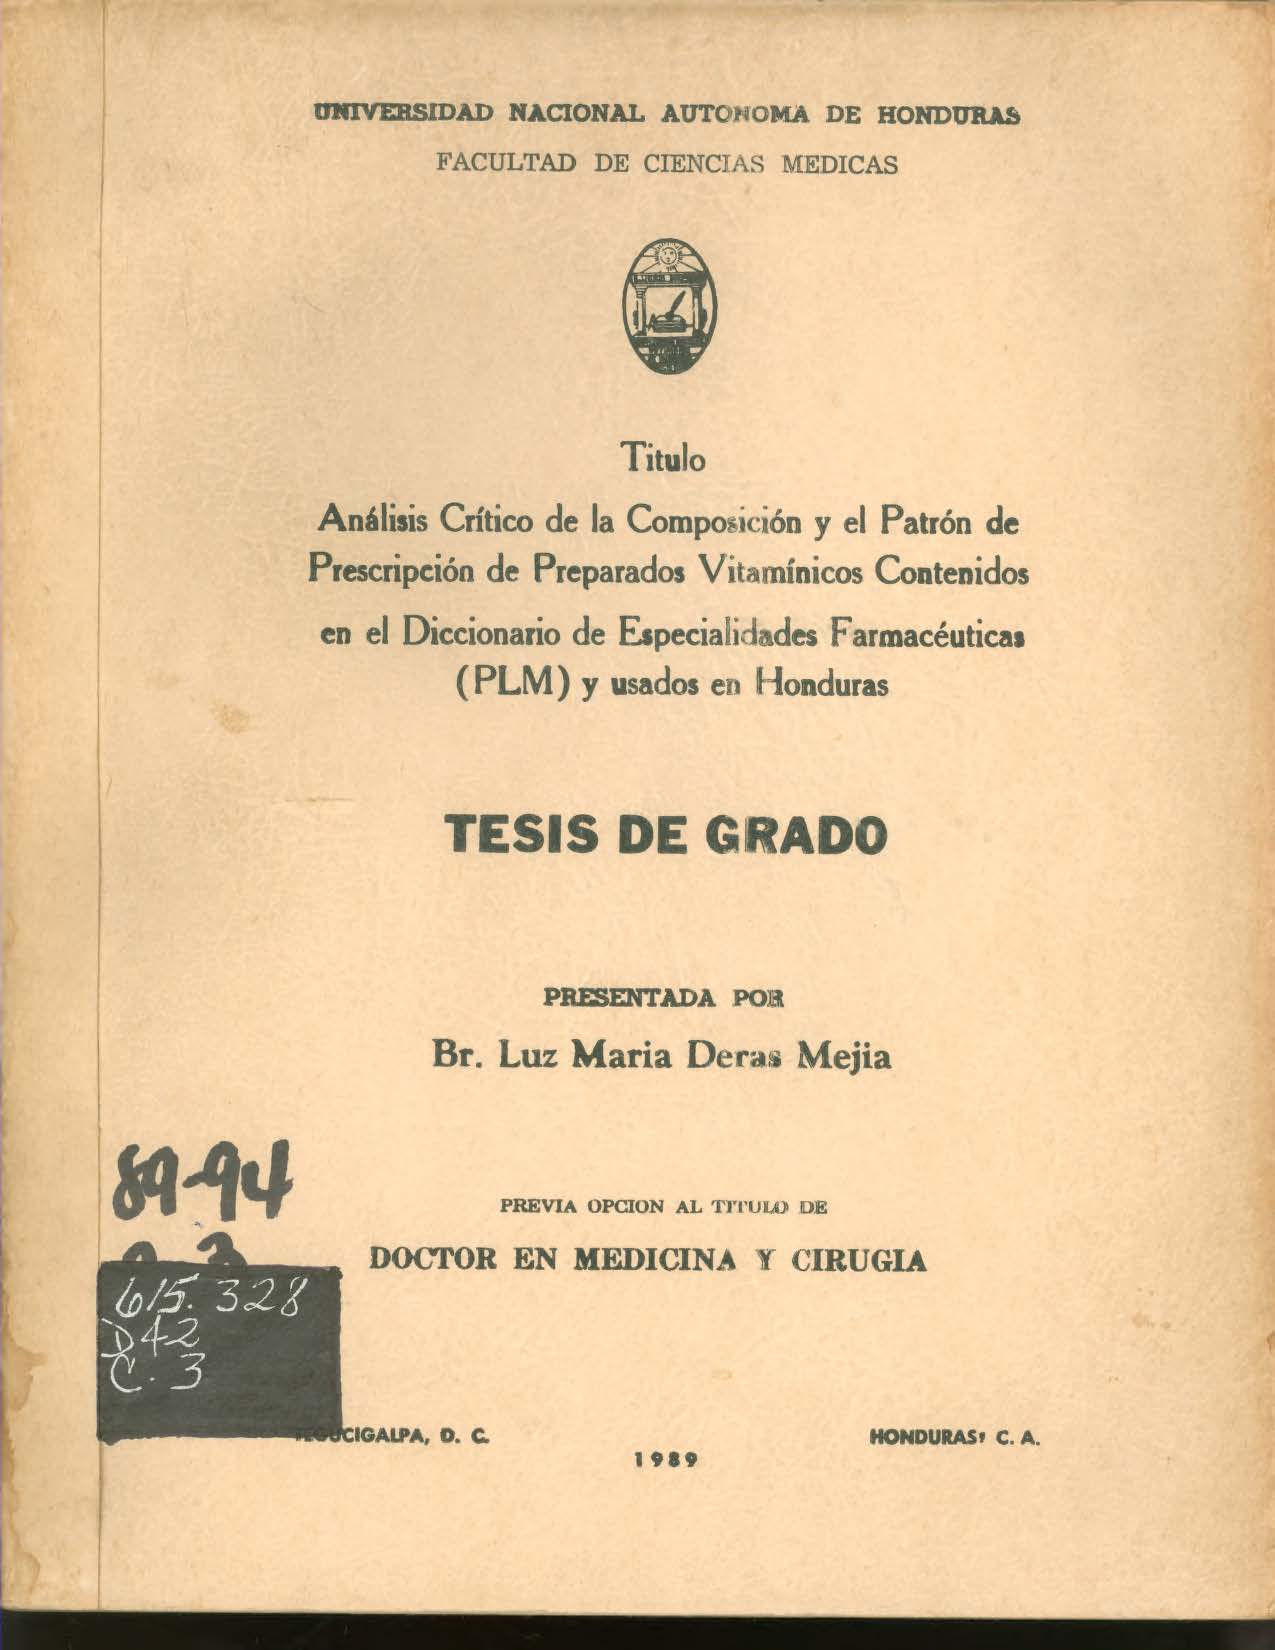 UNIVERSIDAD NACIONAL AUTONOMA DE HONDURAS
FACULTAD DE CIENCIAS MEDICAS
Titulo
Análisis Crítico de la Composición y el Patrón de
Prescripción de Preparados Vitamínicos Contenidos
en el Diccionario de Especialidades Farmacéuticas
(PLM) y usados en Honduras
TESIS DE GRADO
PRESENTADA POR
Br. Luz Maria Deras Mejia
89-94
PREVIA OPCION AL TITULO DE
DOCTOR EN MEDICINA Y CIRUGIA
615.328
D42
C. 3
TEGUCIGALPA, D. C.
HONDURAS, C. A.
1989